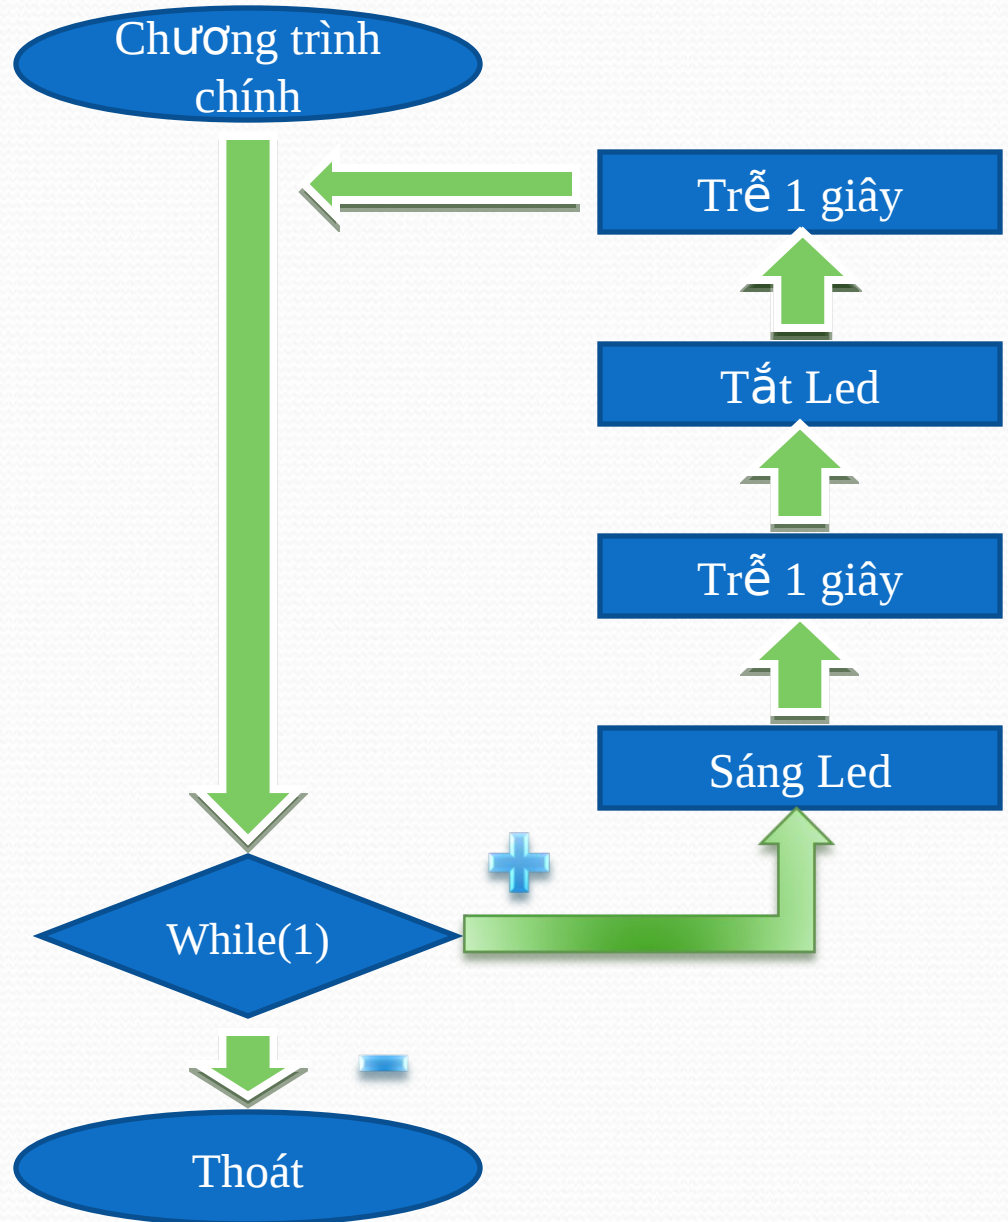 Chương trình
chính
Trễ 1 giây
Tắt Led
Trễ 1 giây
Sáng Led
While(1)
Thoát